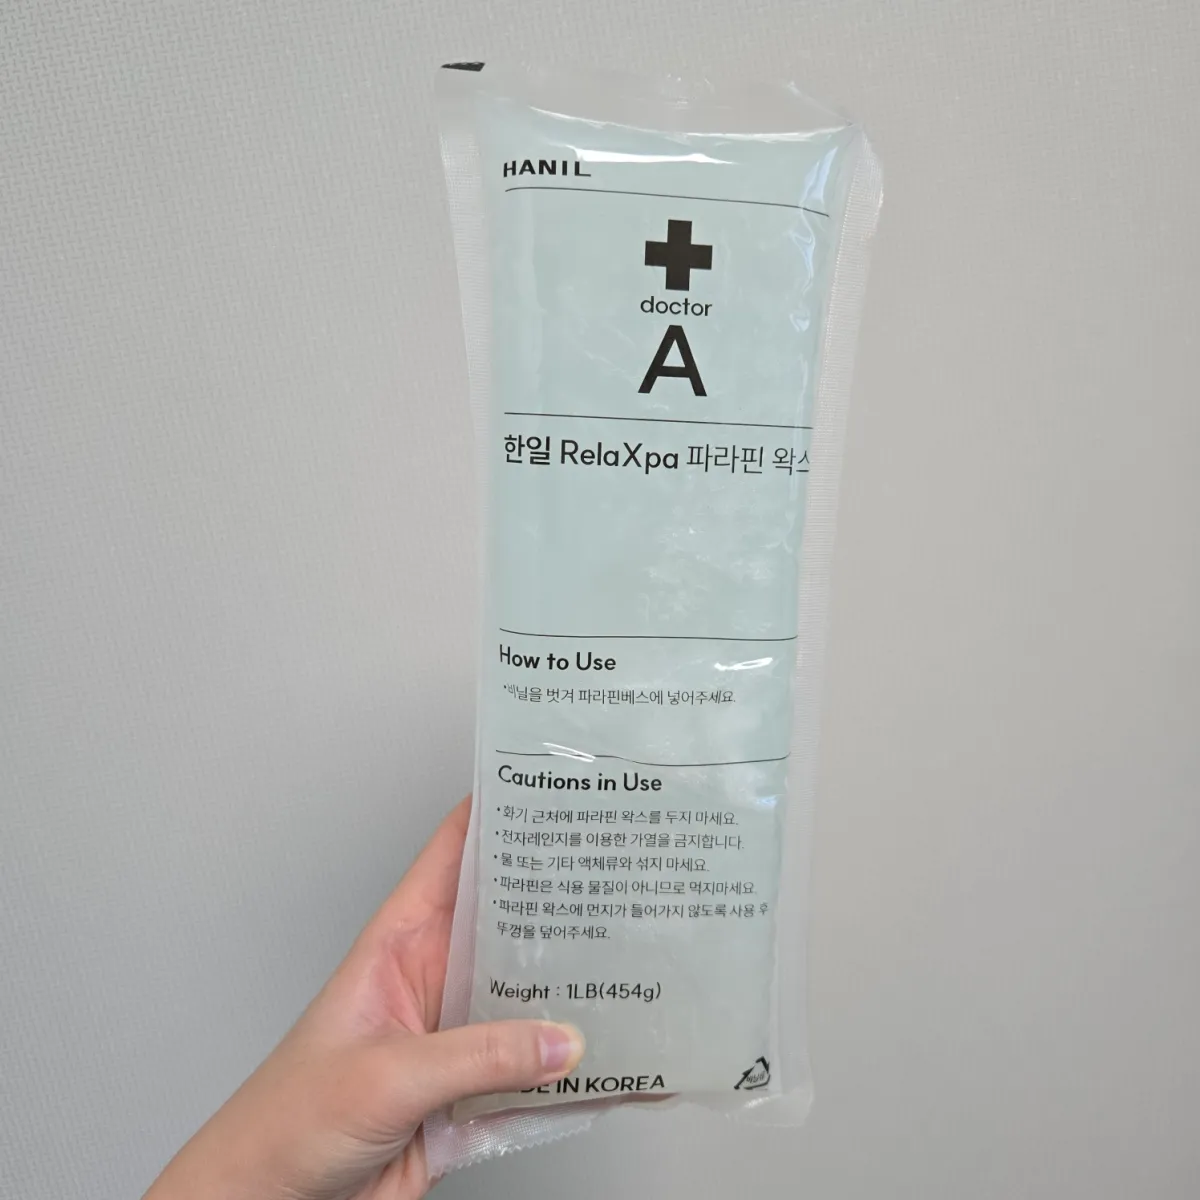 HANIL
doctor
A
한일 RelaXpa 파라핀 왁스
How to Use
•비닐을 벗겨 파라핀베스에 넣어주세요.
Cautions in Use
•화기 근처에 파라핀 왁스를 두지 마세요.
•전자레인지를 이용한 가열을 금지합니다.
•물 또는 기타 액체류와 섞지 마세요.
•파라핀은 식용 물질이 아니므로 먹지마세요.
•파라핀 왁스에 먼지가 들어가지 않도록 사용 후
뚜껑을 덮어주세요.
Weight : 1LB(454g)
IN KOREA
비닐류